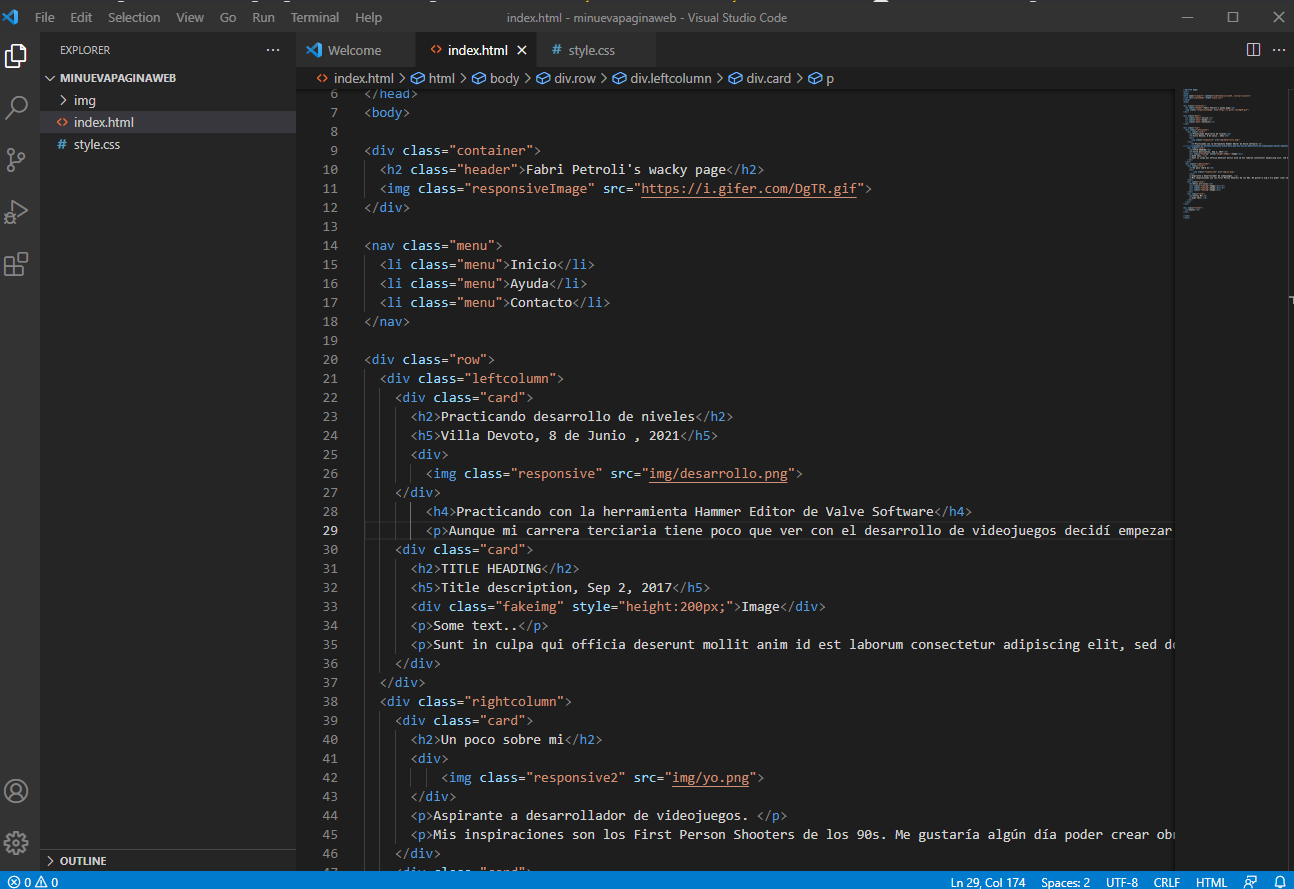 File Edit Selection View Go Run Terminal Help
index.html - minuevapaginaweb - Visual Studio Code
EXPLORER
MINUEVAPAGINAWEB
img
index.html
# style.css
OUTLINE
Welcome
index.html
# style.css
index.html > html > body > div.row > div.leftcolumn > div.card > p
6 </head>
7 <body>
8
9 <div class="container">
10 <h2 class="header">Fabri Petroli's wacky page</h2>
11 <img class="responsiveImage" src="https://i.gifer.com/DgTR.gif">
12 </div>
13
14 <nav class="menu">
15 <li class="menu">Inicio</li>
16 <li class="menu">Ayuda</li>
17 <li class="menu">Contacto</li>
18 </nav>
19
20 <div class="row">
21 <div class="leftcolumn">
22 <div class="card">
23 <h2>Practicando desarrollo de niveles</h2>
24 <h5>Villa Devoto, 8 de Junio , 2021</h5>
25 <div>
26 <img class="responsive" src="img/desarrollo.png">
27 </div>
28 <h4>Practicando con la herramienta Hammer Editor de Valve Software</h4>
29 <p>Aunque mi carrera terciaria tiene poco que ver con el desarrollo de videojuegos decidí empezar
30 <div class="card">
31 <h2>TITLE HEADING</h2>
32 <h5>Title description, Sep 2, 2017</h5>
33 <div class="fakeimg" style="height:200px;">Image</div>
34 <p>Some text..</p>
35 <p>Sunt in culpa qui officia deserunt mollit anim id est laborum consectetur adipiscing elit, sed
36 </div>
37 </div>
38 <div class="rightcolumn">
39 <div class="card">
40 <h2>Un poco sobre mi</h2>
41 <div>
42 <img class="responsive2" src="img/yo.png">
43 </div>
44 <p>Aspirante a desarrollador de videojuegos. </p>
45 <p>Mis inspiraciones son los First Person Shooters de los 90s. Me gustaría algún día poder crear
46 </div>
0 0
Ln 29, Col 174 Spaces: 2 UTF-8 CRLF HTML